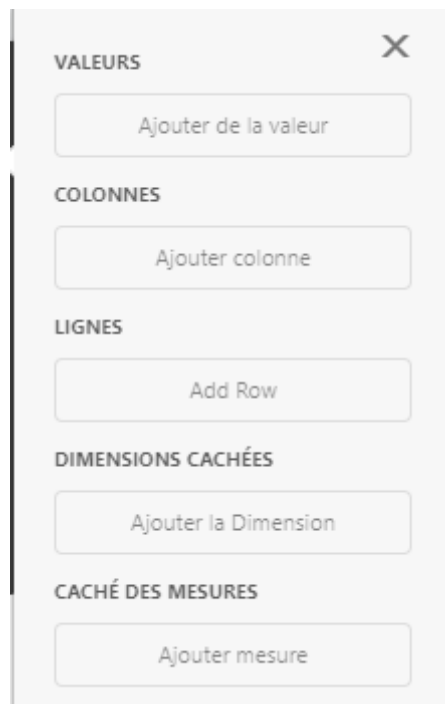 VALEURS
Ajouter de la valeur
COLONNES
Ajouter colonne
LIGNES
Add Row
DIMENSIONS CACHÉES
Ajouter la Dimension
CACHÉ DES MESURES
Ajouter mesure